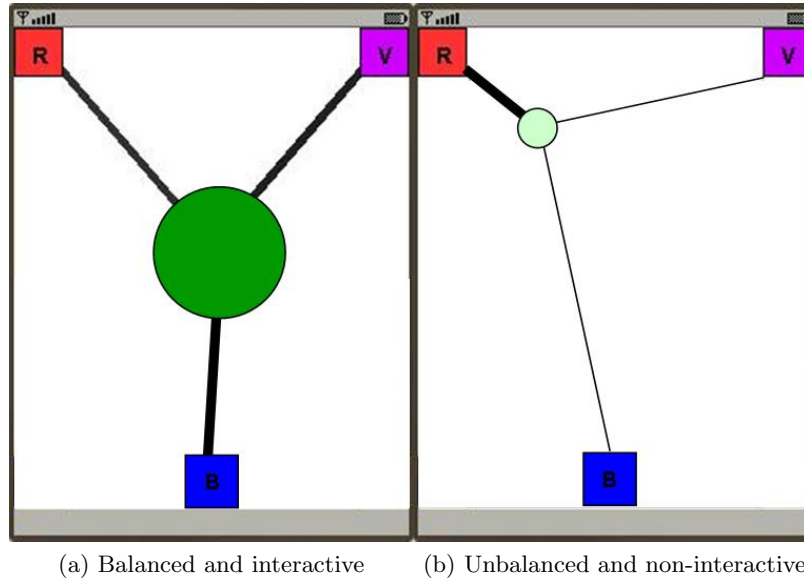 R V R V
B B
(a) Balanced and interactive (b) Unbalanced and non-interactive